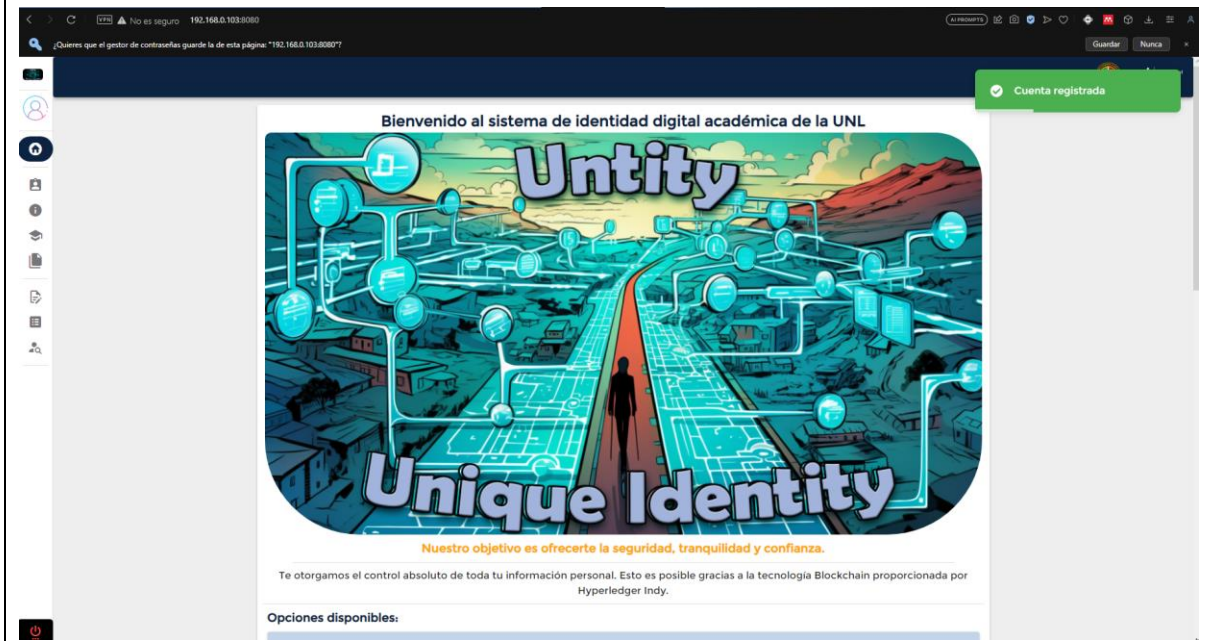 VPN No es seguro 192.168.0.103:8080
AI PROMPTS
¿Quieres que el gestor de contraseñas guarde la de esta página: "192.168.0.103:8080"?
Guardar Nunca
Cuenta registrada
Bienvenido al sistema de identidad digital académica de la UNL
Untity
Unique Identity
Nuestro objetivo es ofrecerte la seguridad, tranquilidad y confianza.
Te otorgamos el control absoluto de toda tu información personal. Esto es posible gracias a la tecnología Blockchain proporcionada por
Hyperledger Indy.
Opciones disponibles: